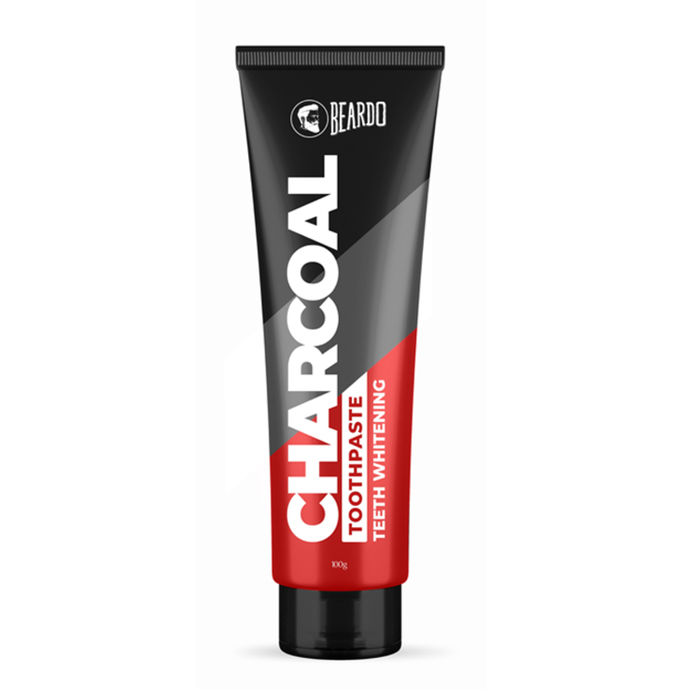 BEARDO
CHARCOAL
TOOTHPASTE
TEETH WHITENING
100g